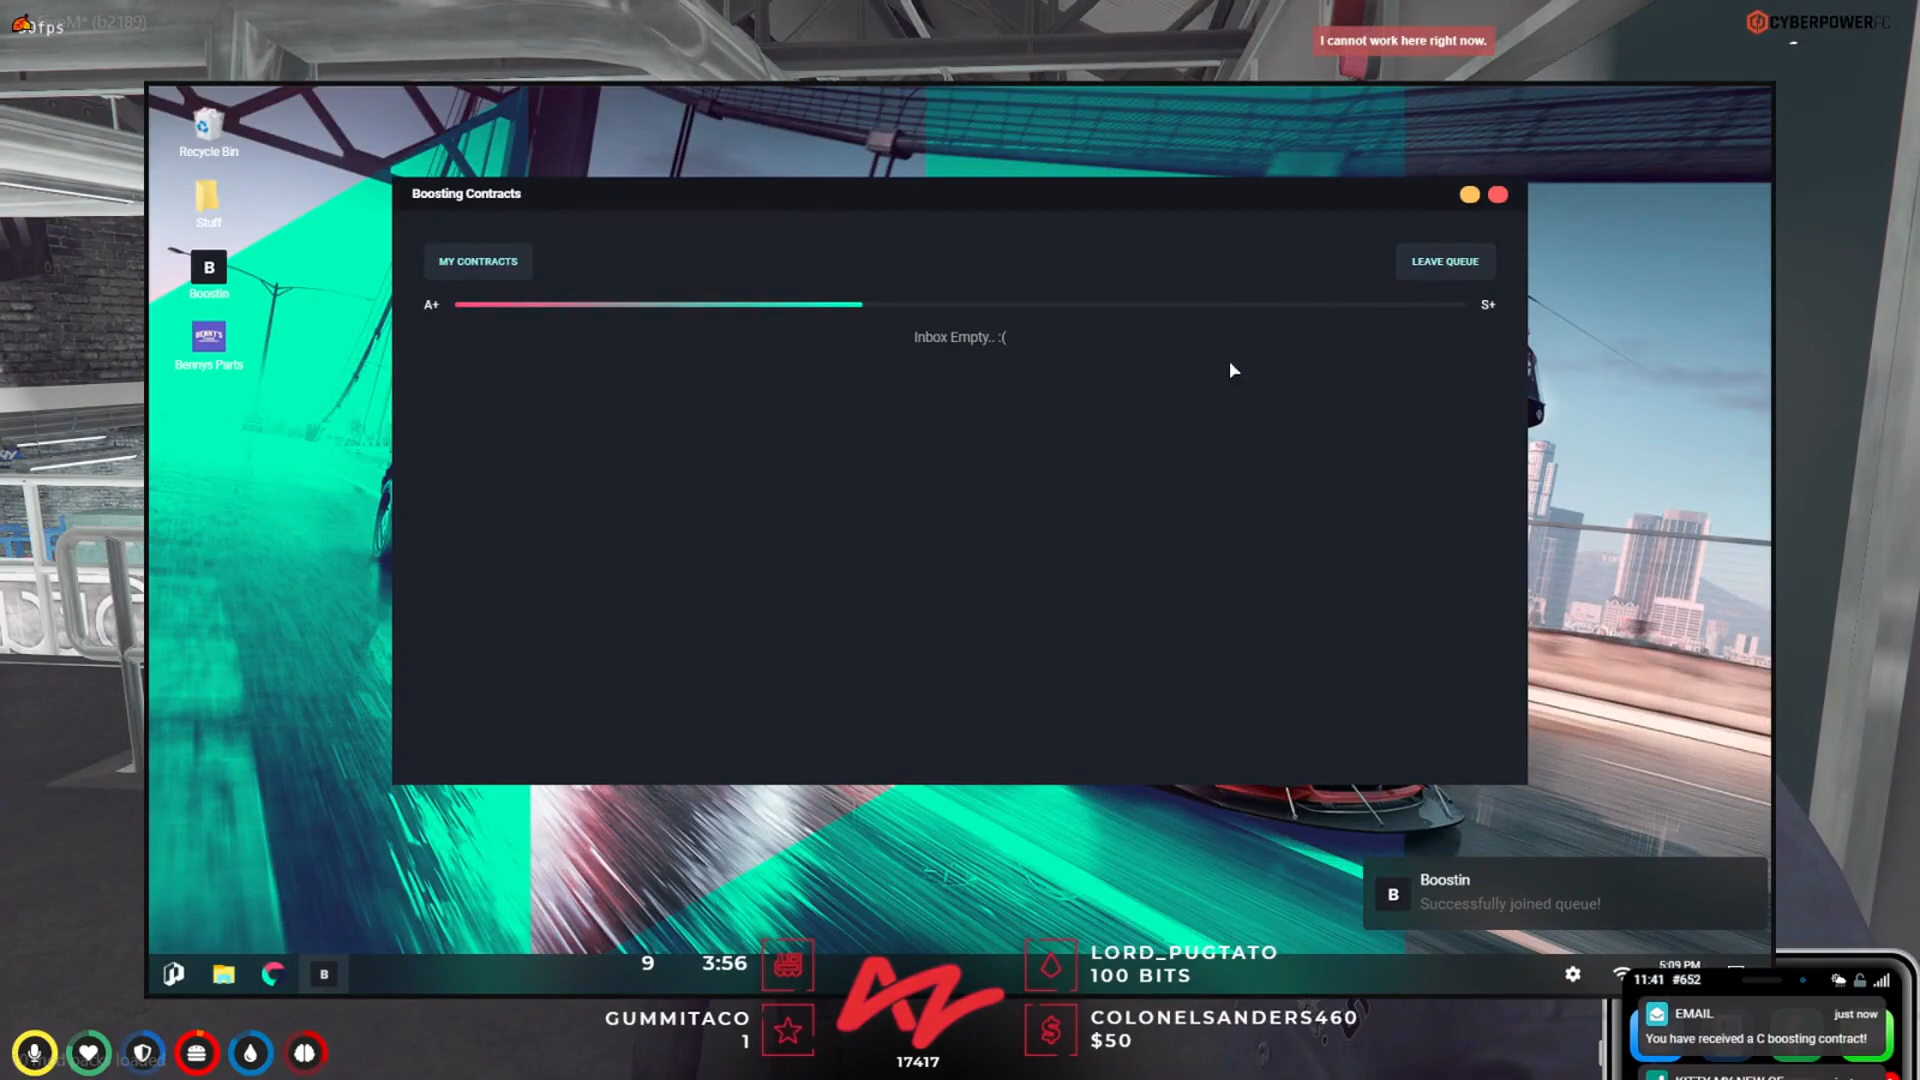 I cannot work here right now.
CYBERPOWERPC
Recycle Bin
Stuff
B
Boostin
BENNY'S
Bennys Parts
Boosting Contracts
MY CONTRACTS
LEAVE QUEUE
A+
S+
Inbox Empty.. :(
B
Boostin
Successfully joined queue!
B
5:09 PM
9
3:56
LORD_PUGTATO
100 BITS
GUMMITACO
1
17417
COLONELSANDERS460
$50
11:41 #652
EMAIL
just now
You have received a C boosting contract!